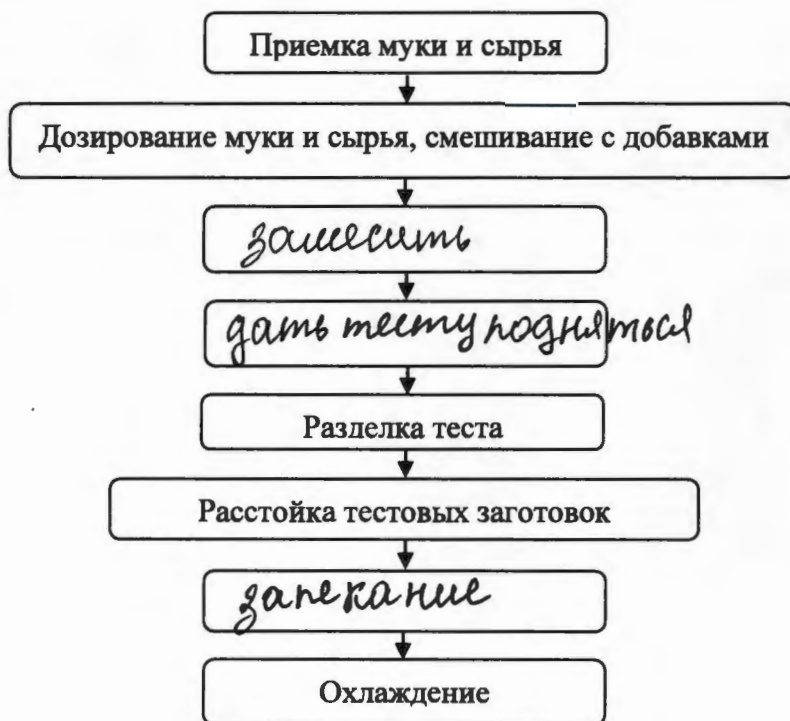 Приемка муки и сырья
Дозирование муки и сырья, смешивание с добавками
замесить
дать тесту подняться
Разделка теста
Расстойка тестовых заготовок
запекание
Охлаждение